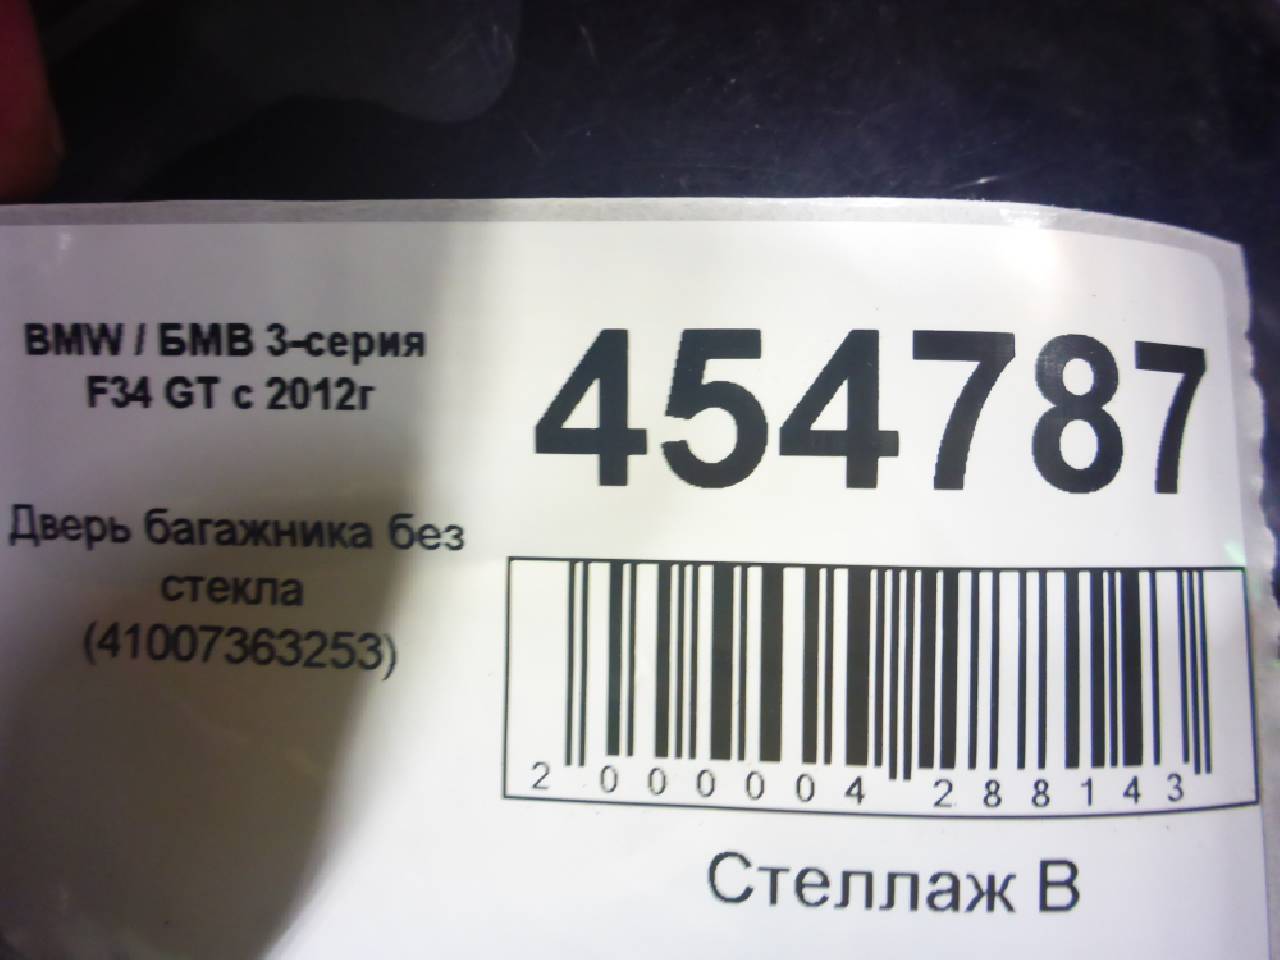 BMW / БМВ 3-серия
F34 GT с 2012г
Дверь багажника без
стекла
(41007363253)
454787
2 000004 288143
Стеллаж В